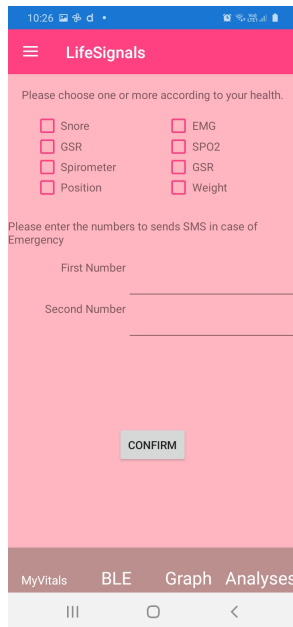 10:26
LifeSignals
Please choose one or more according to your health.
Snore EMG
GSR SPO2
Spirometer GSR
Position Weight
Please enter the numbers to sends SMS in case of
Emergency
First Number
Second Number
CONFIRM
MyVitals BLE Graph Analyses